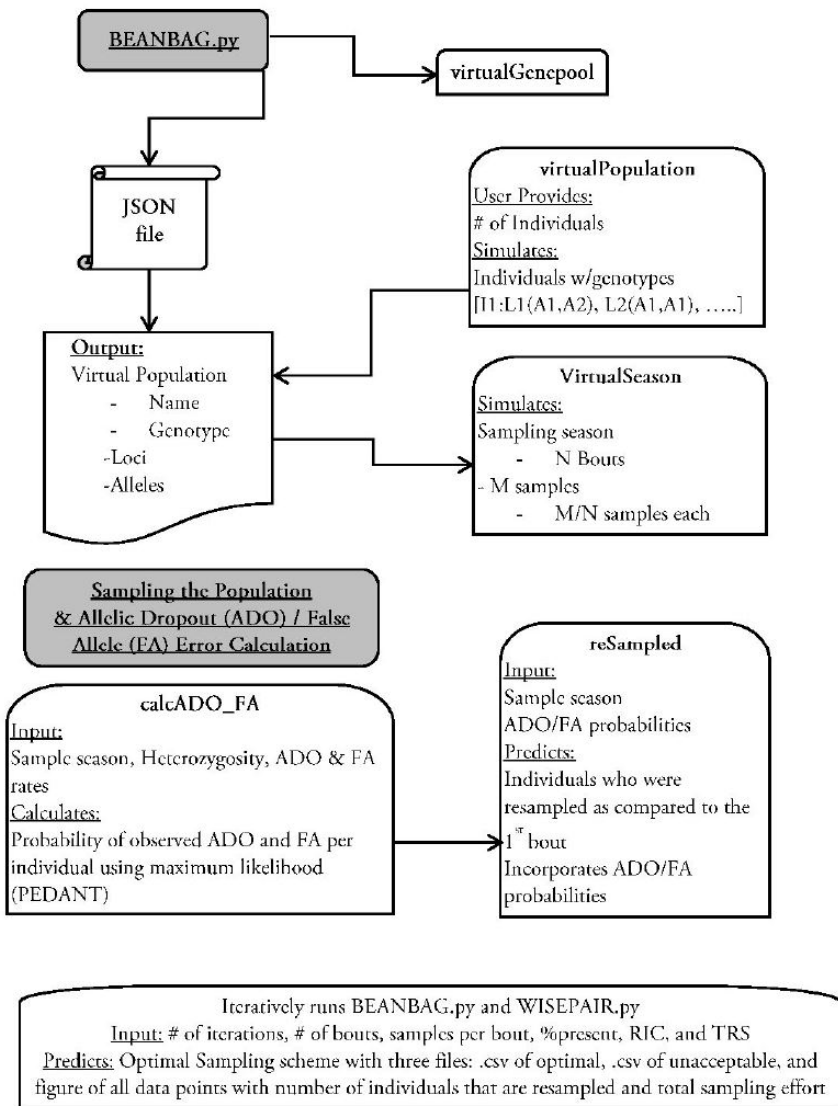 BEANBAG.py
virtualGenepool
JSON
file
virtualPopulation
User Provides:
# of Individuals
Simulates:
Individuals w/genotypes
[I1:L1(A1,A2), L2(A1,A1), .....]
Output:
Virtual Population
- Name
- Genotype
-Loci
-Alleles
VirtualSeason
Simulates:
Sampling season
- N Bouts
- M samples
- M/N samples each
Sampling the Population
& Allelic Dropout (ADO) / False
Allele (FA) Error Calculation
calcADO_FA
Input:
Sample season, Heterozygosity, ADO & FA
rates
Calculates:
Probability of observed ADO and FA per
individual using maximum likelihood
(PEDANT)
reSampled
Input:
Sample season
ADO/FA probabilities
Predicts:
Individuals who were
resampled as compared to the
1st bout
Incorporates ADO/FA
probabilities
Iteratively runs BEANBAG.py and WISEPAIR.py
Input: # of iterations, # of bouts, samples per bout, %present, RIC, and TRS
Predicts: Optimal Sampling scheme with three files: .csv of optimal, .csv of unacceptable, and
figure of all data points with number of individuals that are resampled and total sampling effort